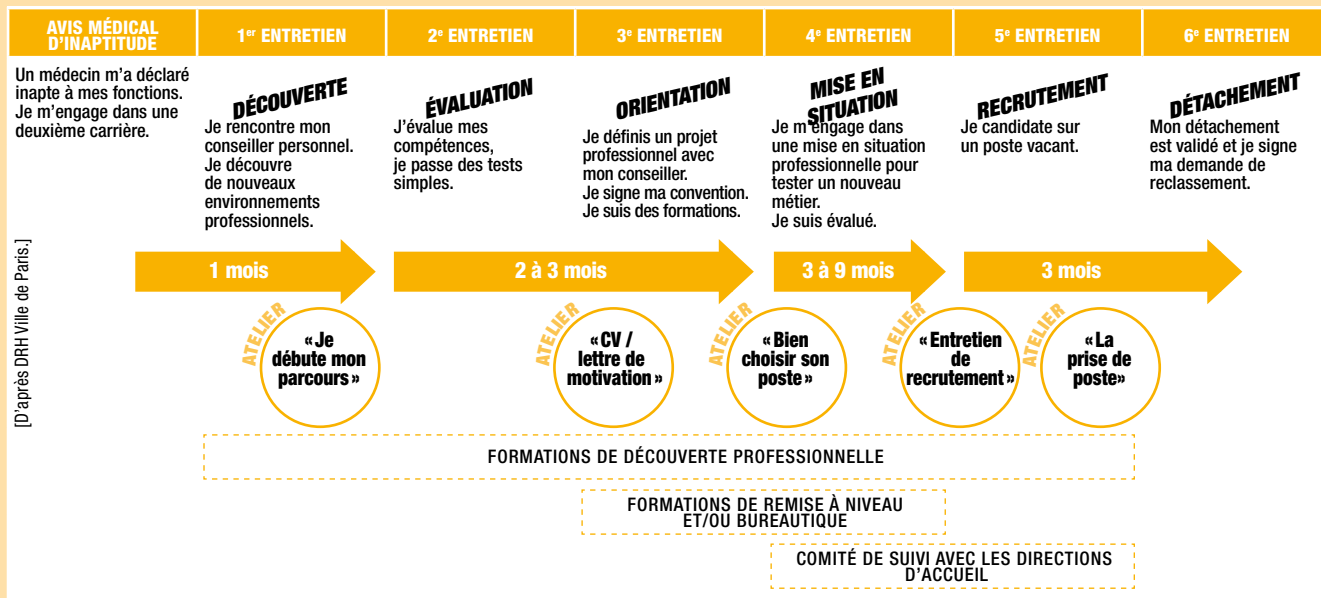 AVIS MÉDICAL
D'INAPTITUDE
1er ENTRETIEN
2e ENTRETIEN
3e ENTRETIEN
4e ENTRETIEN
5e ENTRETIEN
6e ENTRETIEN
Un médecin m'a déclaré
inapte à mes fonctions.
Je m'engage dans une
deuxième carrière.
DÉCOUVERTE
Je rencontre mon
conseiller personnel.
Je découvre
de nouveaux
environnements
professionnels.
ÉVALUATION
J'évalue mes
compétences,
je passe des tests
simples.
ORIENTATION
Je définis un projet
professionnel avec
mon conseiller.
Je signe ma convention.
Je suis des formations.
MISE EN
SITUATION
Je m'engage dans
une mise en situation
professionnelle pour
tester un nouveau
métier.
Je suis évalué.
RECRUTEMENT
Je candidate sur
un poste vacant.
DÉTACHEMENT
Mon détachement
est validé et je signe
ma demande de
reclassement.
1 mois
2 à 3 mois
3 à 9 mois
3 mois
ATELIER
« Je
débute mon
parcours »
ATELIER
« CV /
lettre de
motivation »
ATELIER
« Bien
choisir son
poste »
ATELIER
« Entretien
de
recrutement »
ATELIER
« La
prise de
poste»
FORMATIONS DE DÉCOUVERTE PROFESSIONNELLE
FORMATIONS DE REMISE À NIVEAU
ET/OU BUREAUTIQUE
COMITÉ DE SUIVI AVEC LES DIRECTIONS
D'ACCUEIL
[D'après DRH Ville de Paris.]